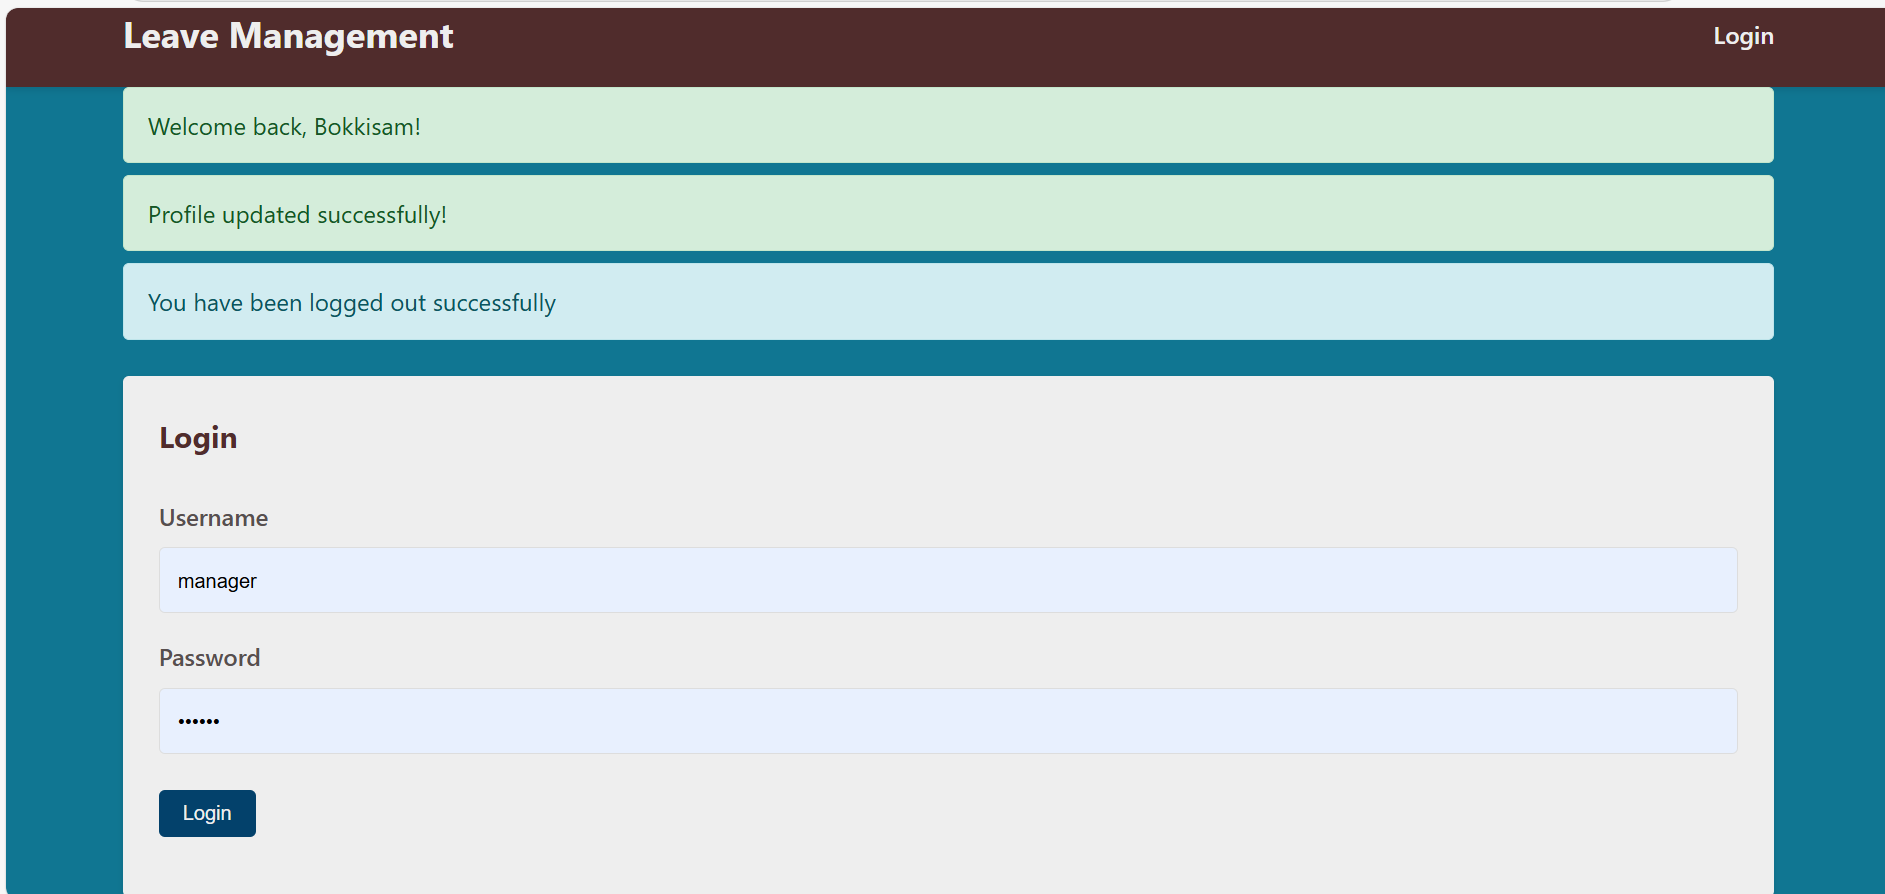 Leave Management
Login
Welcome back, Bokkisam!
Profile updated successfully!
You have been logged out successfully
Login
Username
manager
Password
••••••
Login